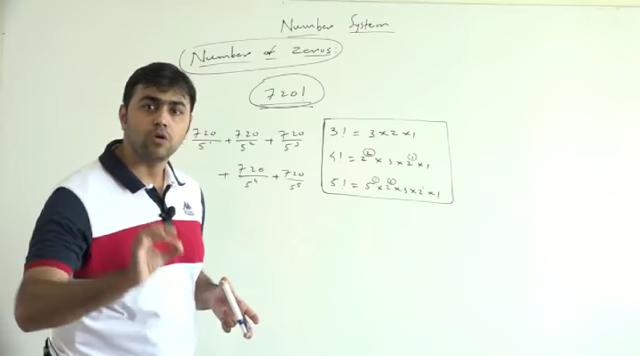 Number System
Number of Zeros:
720!
720/5¹ + 720/5² + 720/5³
+ 720/5⁴ + 720/5⁵
3! = 3×2×1
4! = 2² × 3 × 2¹ × 1
5! = 5¹ × 2² × 3 × 2¹ × 1